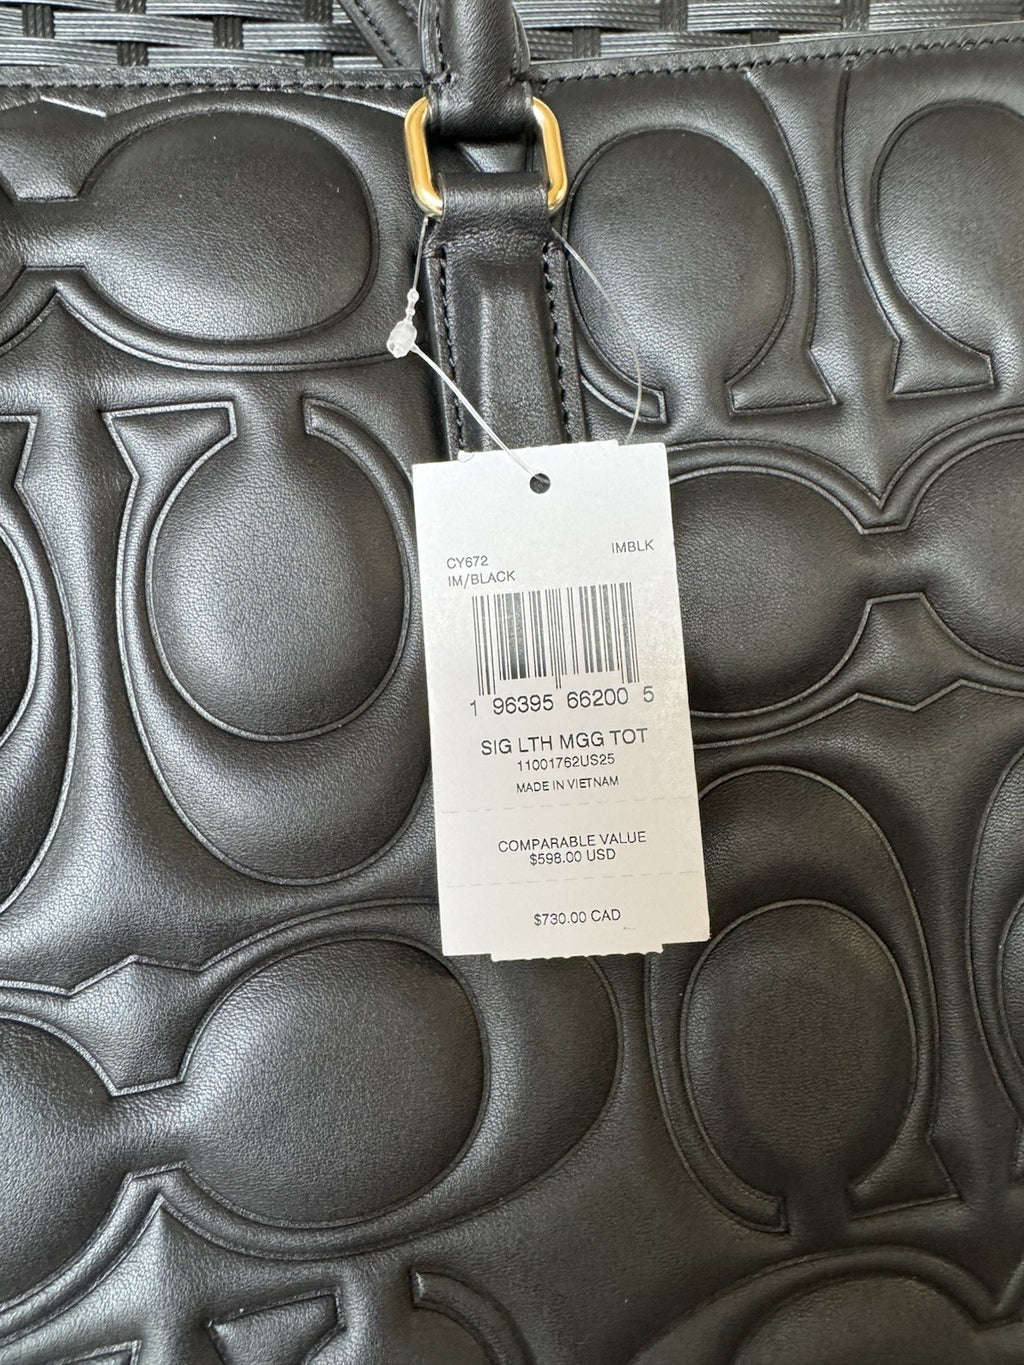 CY672
IMBLK
IM/BLACK
1 96395 66200 5
SIG LTH MGG TOT
11001762US25
MADE IN VIETNAM
COMPARABLE VALUE
$598.00 USD
$730.00 CAD